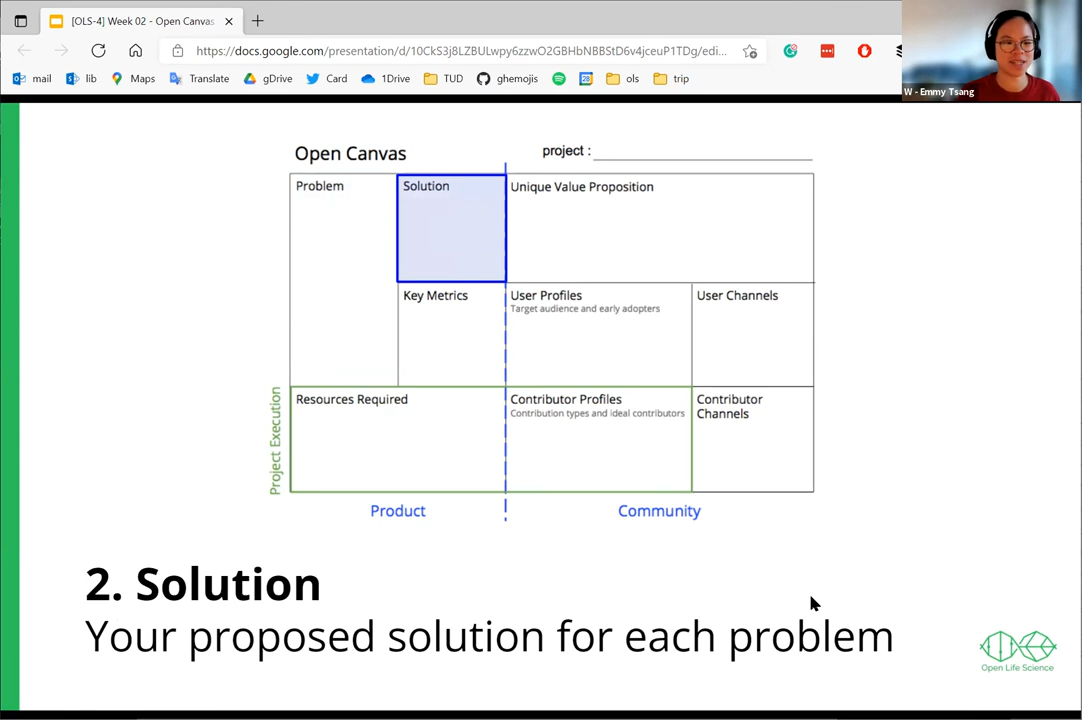 [OLS-4] Week 02 - Open Canvas
https://docs.google.com/presentation/d/10CkS3j8LZBULwpy6zzwO2GBHbNBBStD6v4jceuP1TDg/edi...
mail lib Maps Translate gDrive Card 1Drive TUD ghemojis 28 ols trip
W - Emmy Tsang
Open Canvas
project :
Problem
Solution
Unique Value Proposition
Key Metrics
User Profiles
Target audience and early adopters
User Channels
Project Execution
Resources Required
Contributor Profiles
Contribution types and ideal contributors
Contributor
Channels
Product
Community
2. Solution
Your proposed solution for each problem
Open Life Science